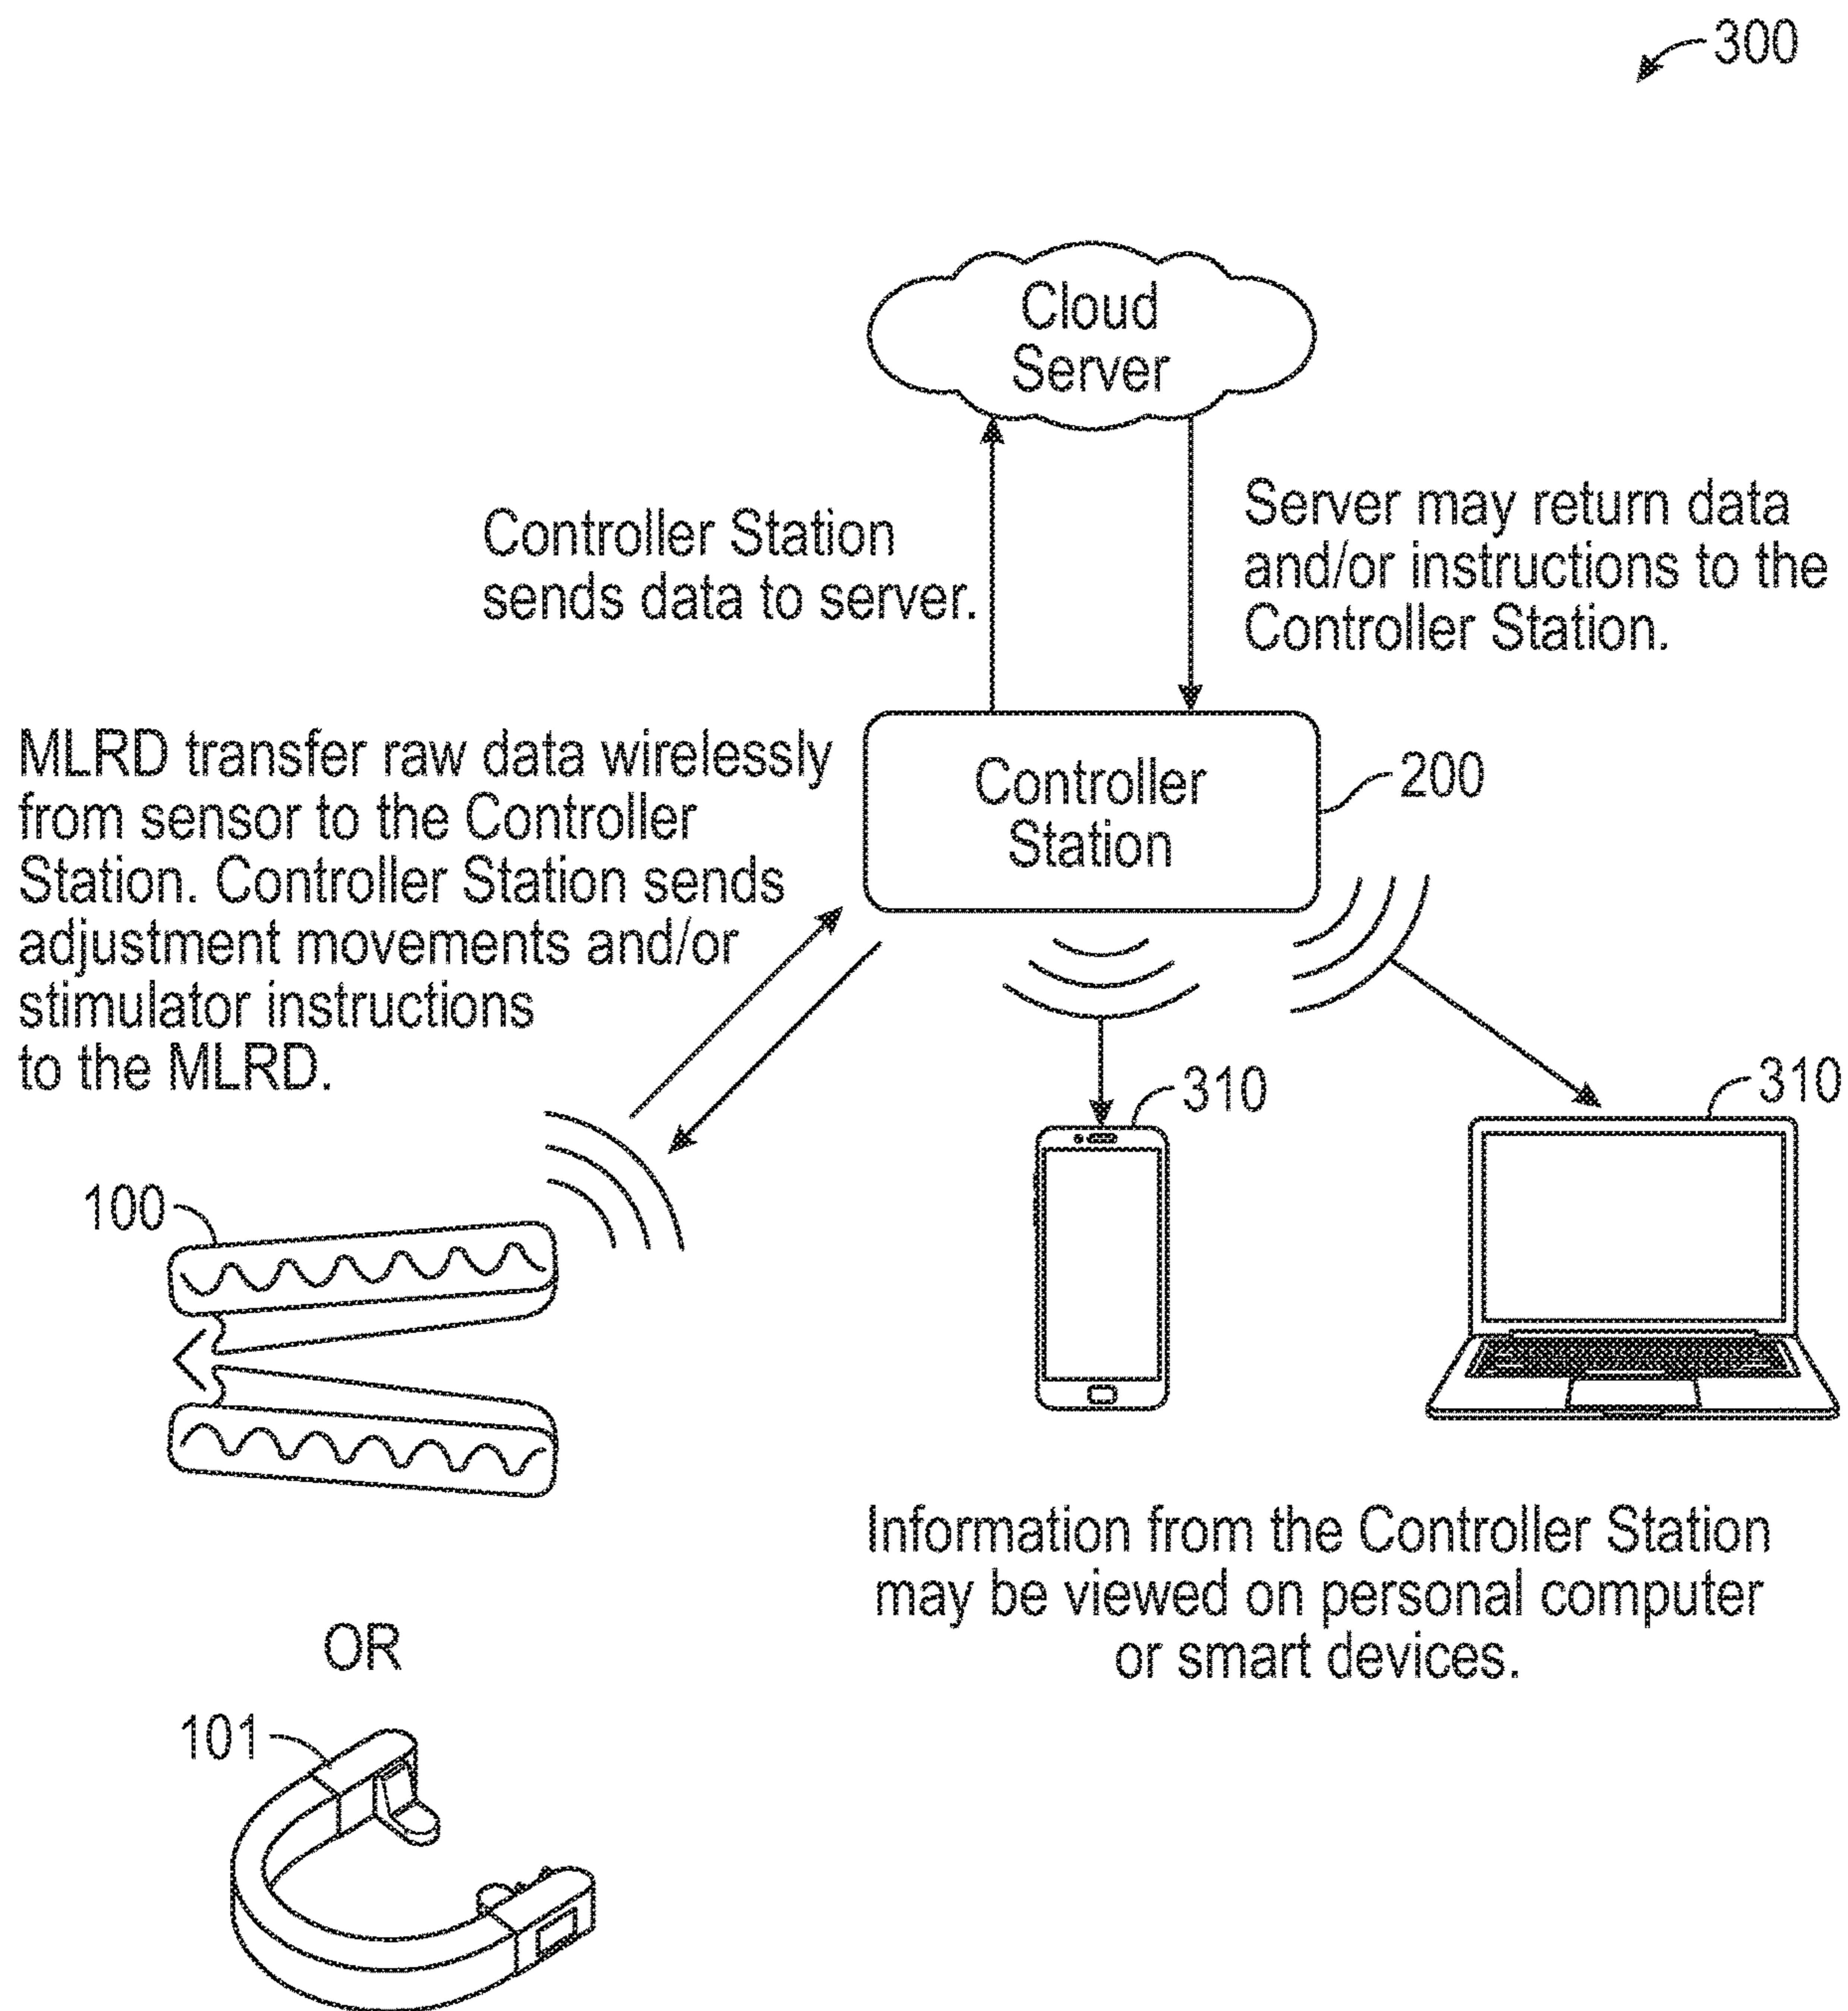 300
Cloud
Server
Controller Station
sends data to server.
Server may return data
and/or instructions to the
Controller Station.
MLRD transfer raw data wirelessly
from sensor to the Controller
Station. Controller Station sends
adjustment movements and/or
stimulator instructions
to the MLRD.
Controller
Station
200
310
310
100
Information from the Controller Station
may be viewed on personal computer
or smart devices.
OR
101